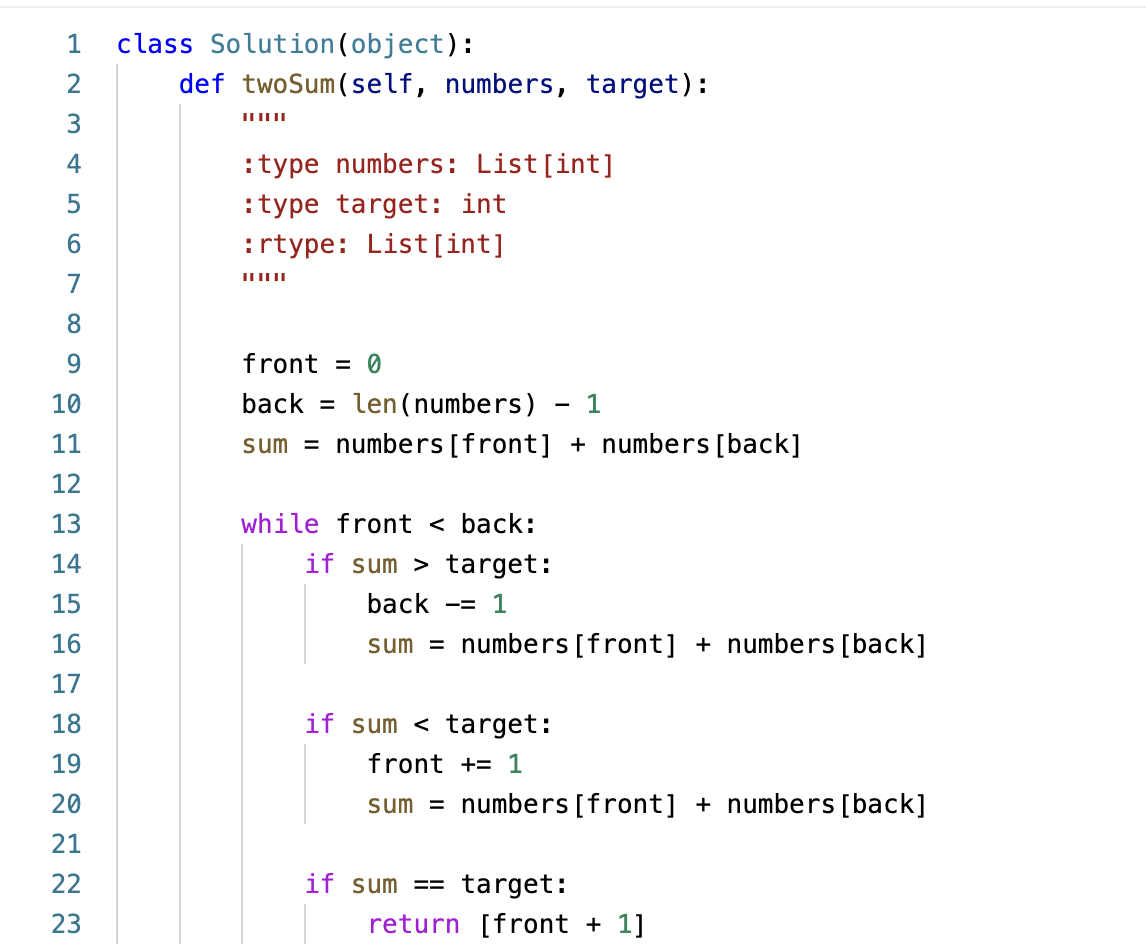 1 class Solution(object):
2     def twoSum(self, numbers, target):
3         """
4         :type numbers: List[int]
5         :type target: int
6         :rtype: List[int]
7         """
8
9         front = 0
10         back = len(numbers) - 1
11         sum = numbers[front] + numbers[back]
12
13         while front < back:
14             if sum > target:
15                 back -= 1
16                 sum = numbers[front] + numbers[back]
17
18             if sum < target:
19                 front += 1
20                 sum = numbers[front] + numbers[back]
21
22             if sum == target:
23                 return [front + 1]